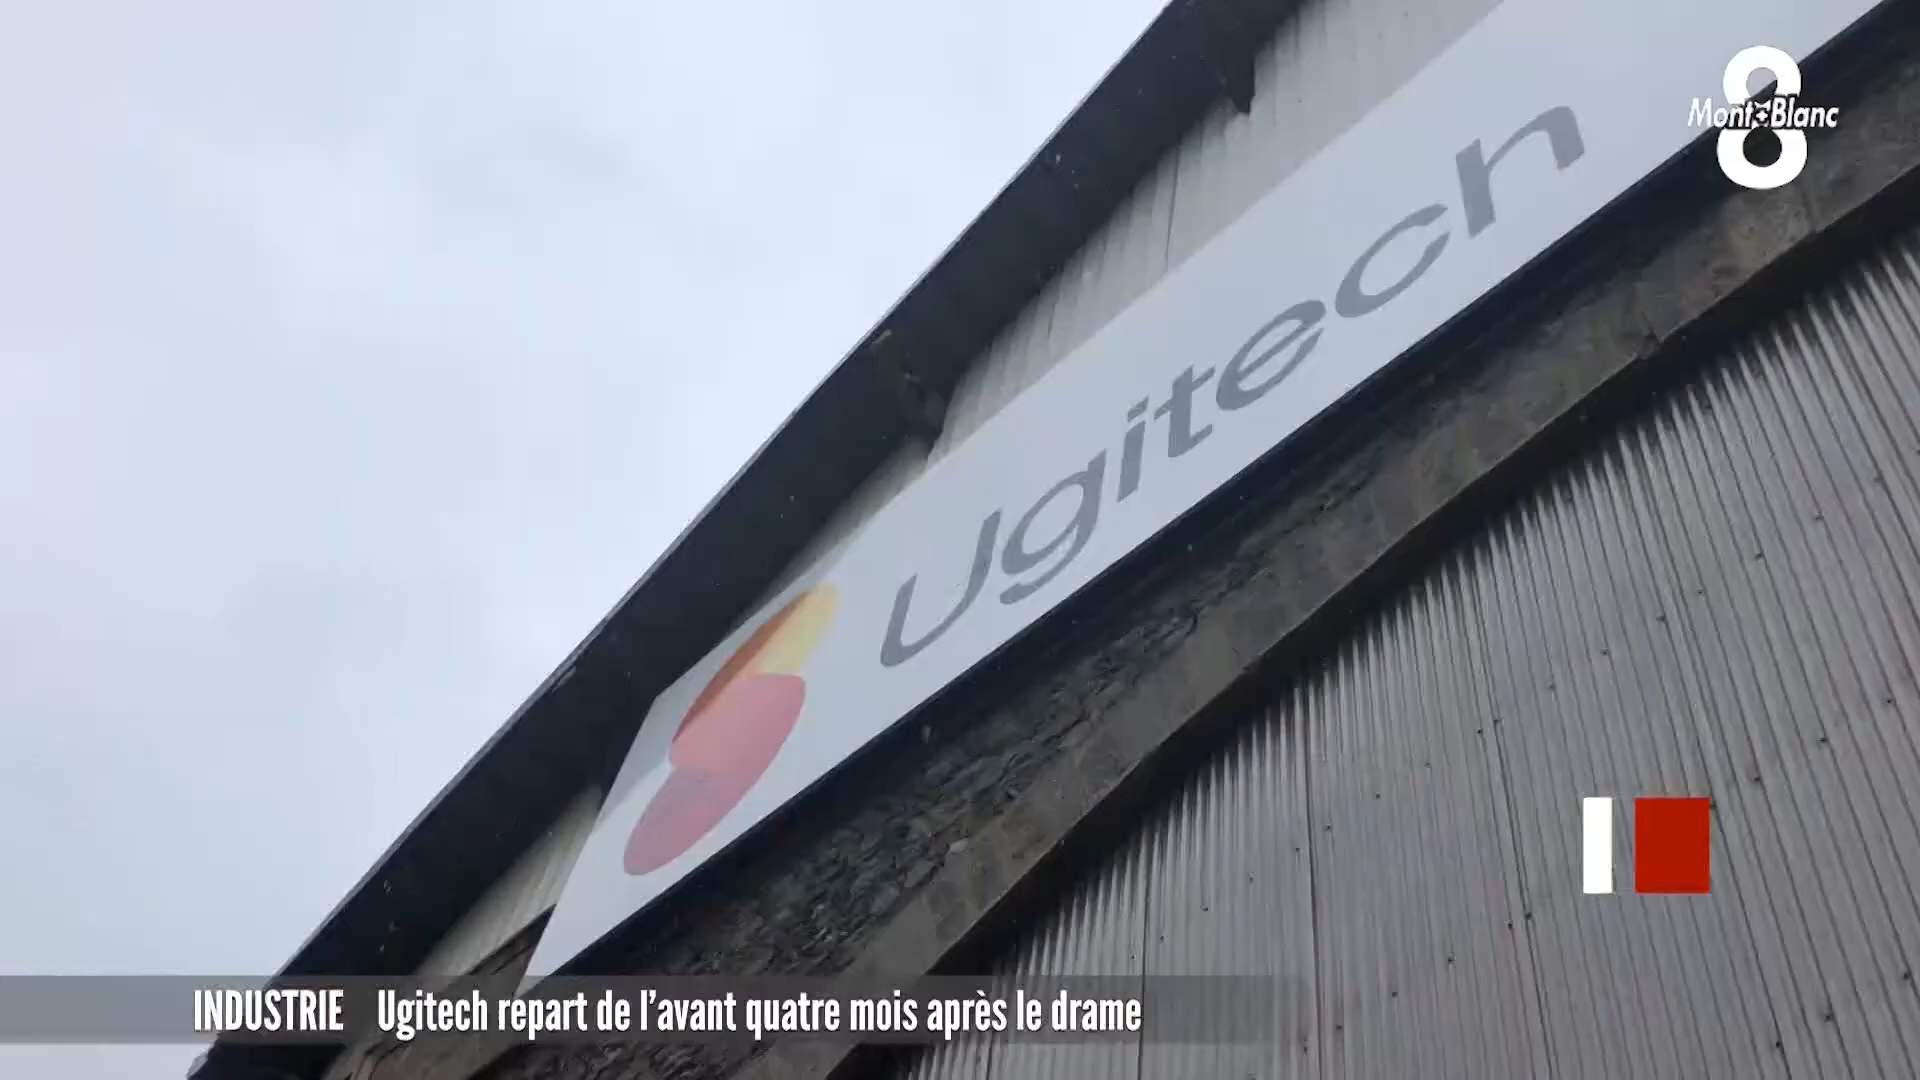 8
Mont Blanc
Ugitech
INDUSTRIE Ugitech repart de l'avant quatre mois après le drame